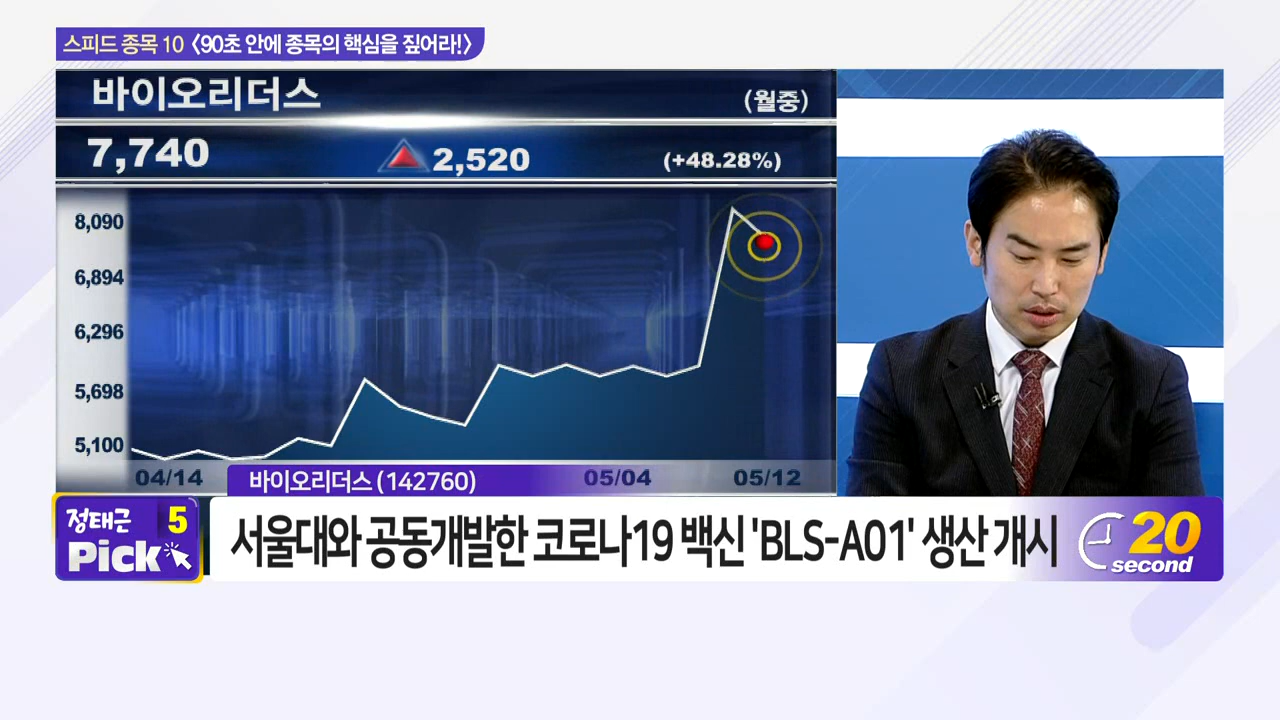 스피드 종목 10 <90초 안에 종목의 핵심을 짚어라!>
바이오리더스
(월중)
7,740 ▲ 2,520 (+48.28%)
8,090
6,894
6,296
5,698
5,100
04/14 05/04 05/12
바이오리더스 (142760)
정태근 5
Pick
서울대와 공동개발한 코로나19 백신 'BLS-A01' 생산 개시
20
second